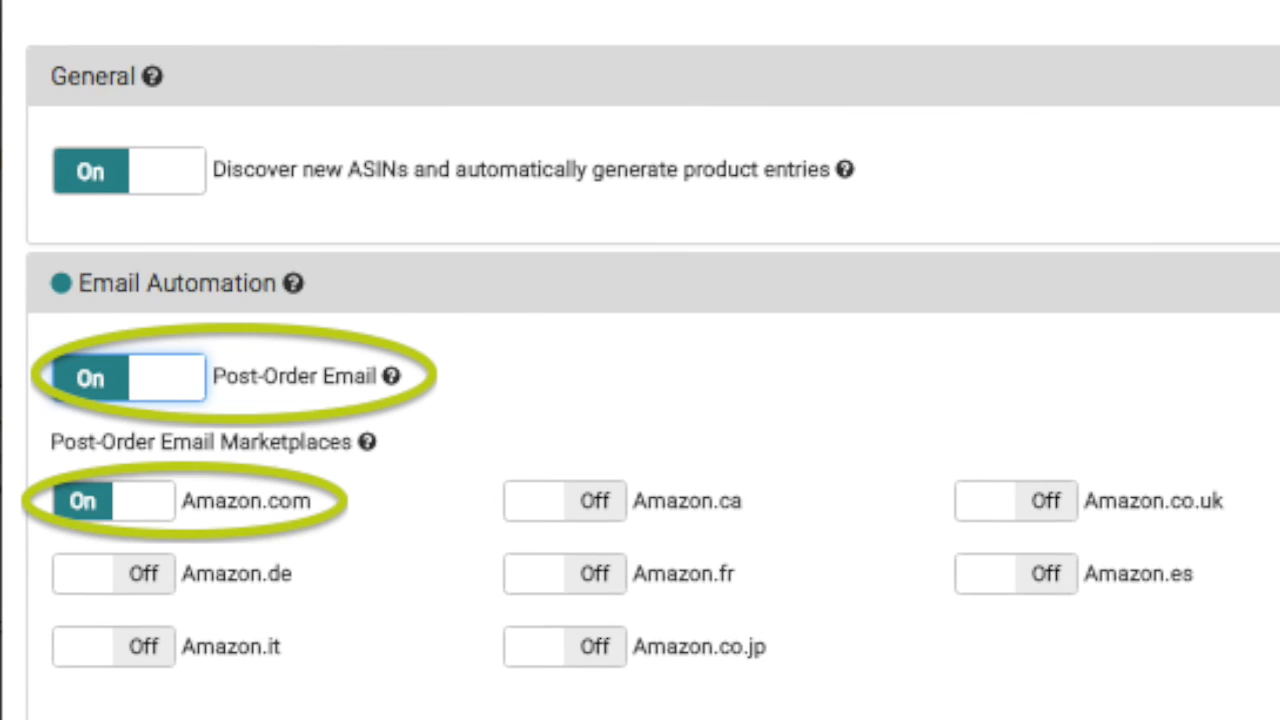 General ?
On Discover new ASINs and automatically generate product entries ?
Email Automation ?
On Post-Order Email ?
Post-Order Email Marketplaces ?
On Amazon.com Off Amazon.ca Off Amazon.co.uk
Off Amazon.de Off Amazon.fr Off Amazon.es
Off Amazon.it Off Amazon.co.jp